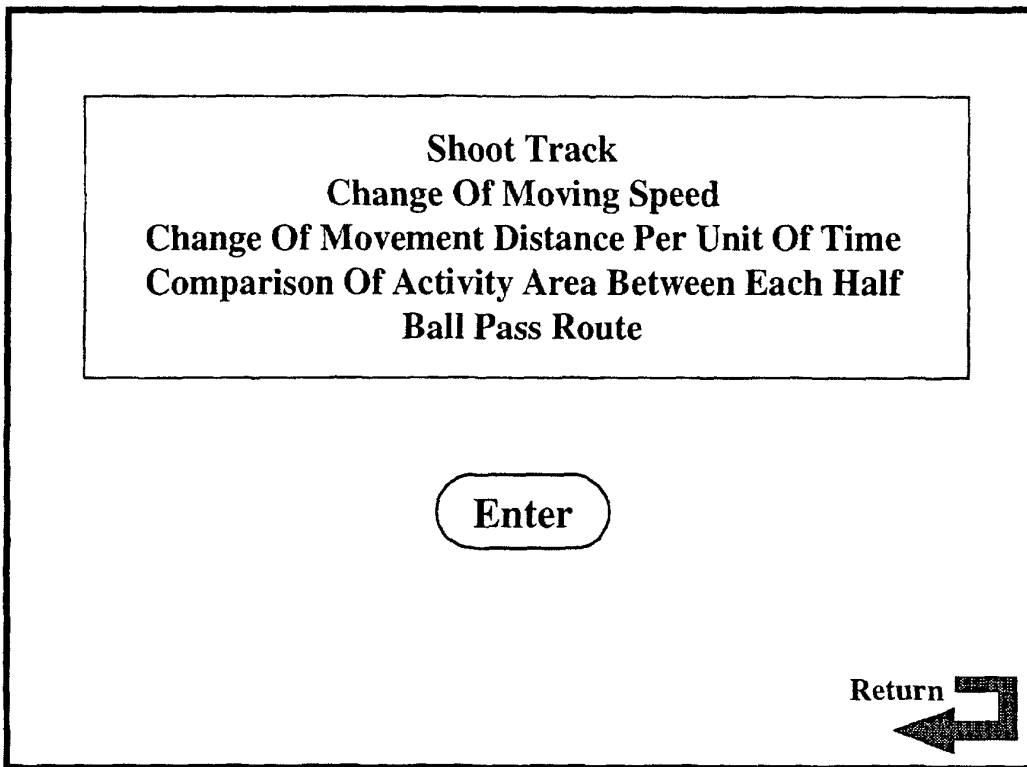 Shoot Track
Change Of Moving Speed
Change Of Movement Distance Per Unit Of Time
Comparison Of Activity Area Between Each Half
Ball Pass Route
Enter
Return